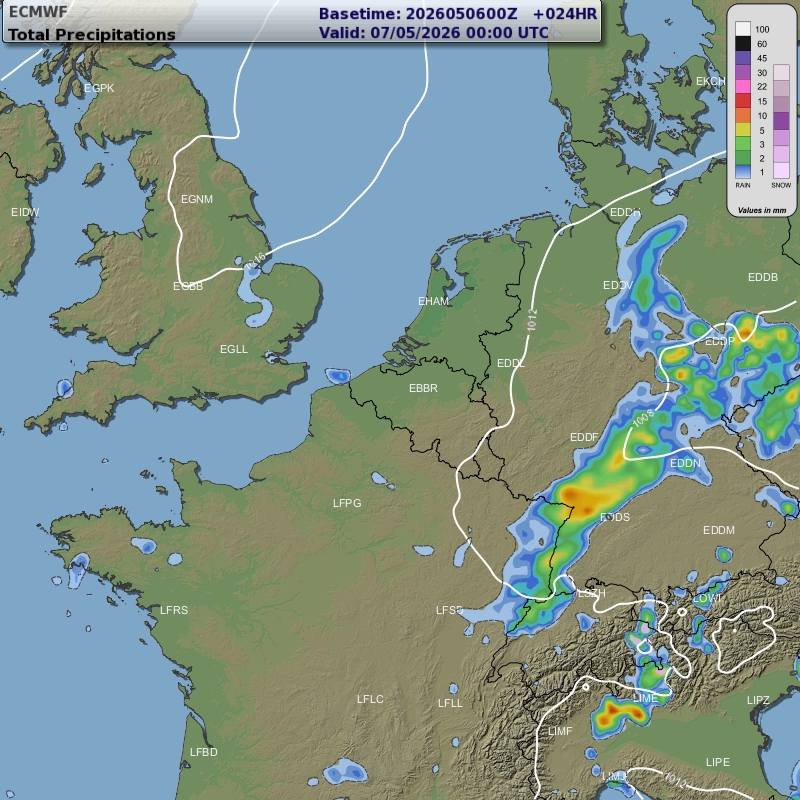 ECMWF
Basetime: 2026050600Z +024HR
Total Precipitations
Valid: 07/05/2026 00:00 UTC
100
60
45
30
22
15
10
5
3
2
1
RAIN SNOW
Values in mm
EGPK
EKCH
EIDW
EGNM
EDDH
1016
EGBB
EDDV
EDDB
EHAM
1012
EGLL
EDDP
EDDL
EBBR
1008
EDDF
EDDN
LFPG
EDDS
EDDM
LSZH
LOWI
LFRS
LFSB
LFLC
LFLL
LIME
LIPZ
LIMF
LFBD
LIPE
LIMJ
1012